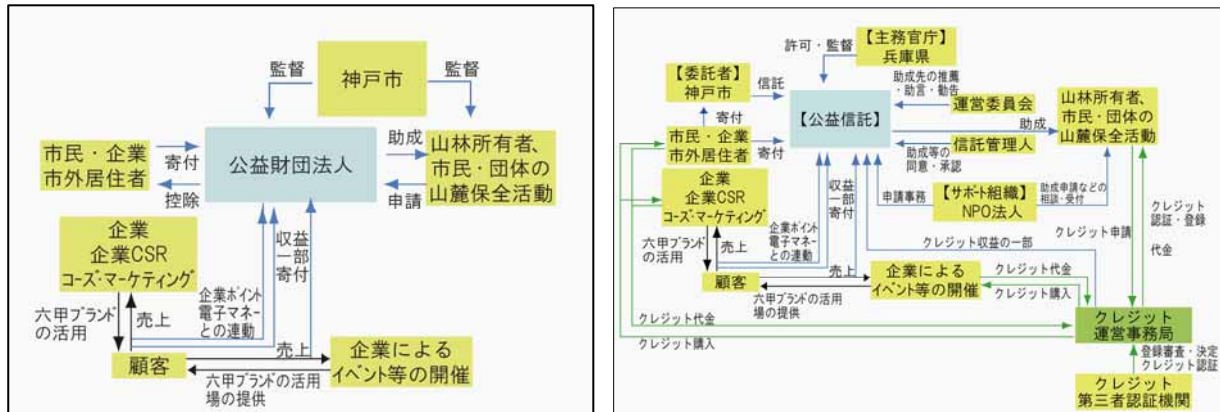 神戸市
監督
監督
公益財団法人
市民・企業
市外居住者
寄付
控除
助成
申請
山林所有者、
市民・団体の
山麓保全活動
企業
企業CSR
コーズ・マーケティング
収益
一部
寄付
六甲ブランド
の活用
売上
企業ポイント
電子マネー
との連動
顧客
売上
六甲ブランドの活用
場の提供
企業による
イベント等の開催
許可・監督
【主務官庁】
兵庫県
【委託者】
神戸市
信託
助成先の推薦
・助言・勧告
運営委員会
【公益信託】
寄付
市民・企業
市外居住者
寄付
助成
山林所有者、
市民・団体の
山麓保全活動
信託管理人
助成等の
同意・承認
企業
企業CSR
コーズ・マーケティング
収益
一部
寄付
申請事務
【サポート組織】
NPO法人
助成申請などの
相談・受付
クレジット
認証・登録
クレジット申請
代金
六甲ブランド
の活用
売上
企業ポイント
電子マネー
との連動
クレジット収益の一部
顧客
売上
六甲ブランドの活用
場の提供
企業による
イベント等の開催
クレジット代金
クレジット購入
クレジット代金
クレジット購入
クレジット
運営事務局
登録審査・決定
クレジット認証
クレジット
第三者認証機関